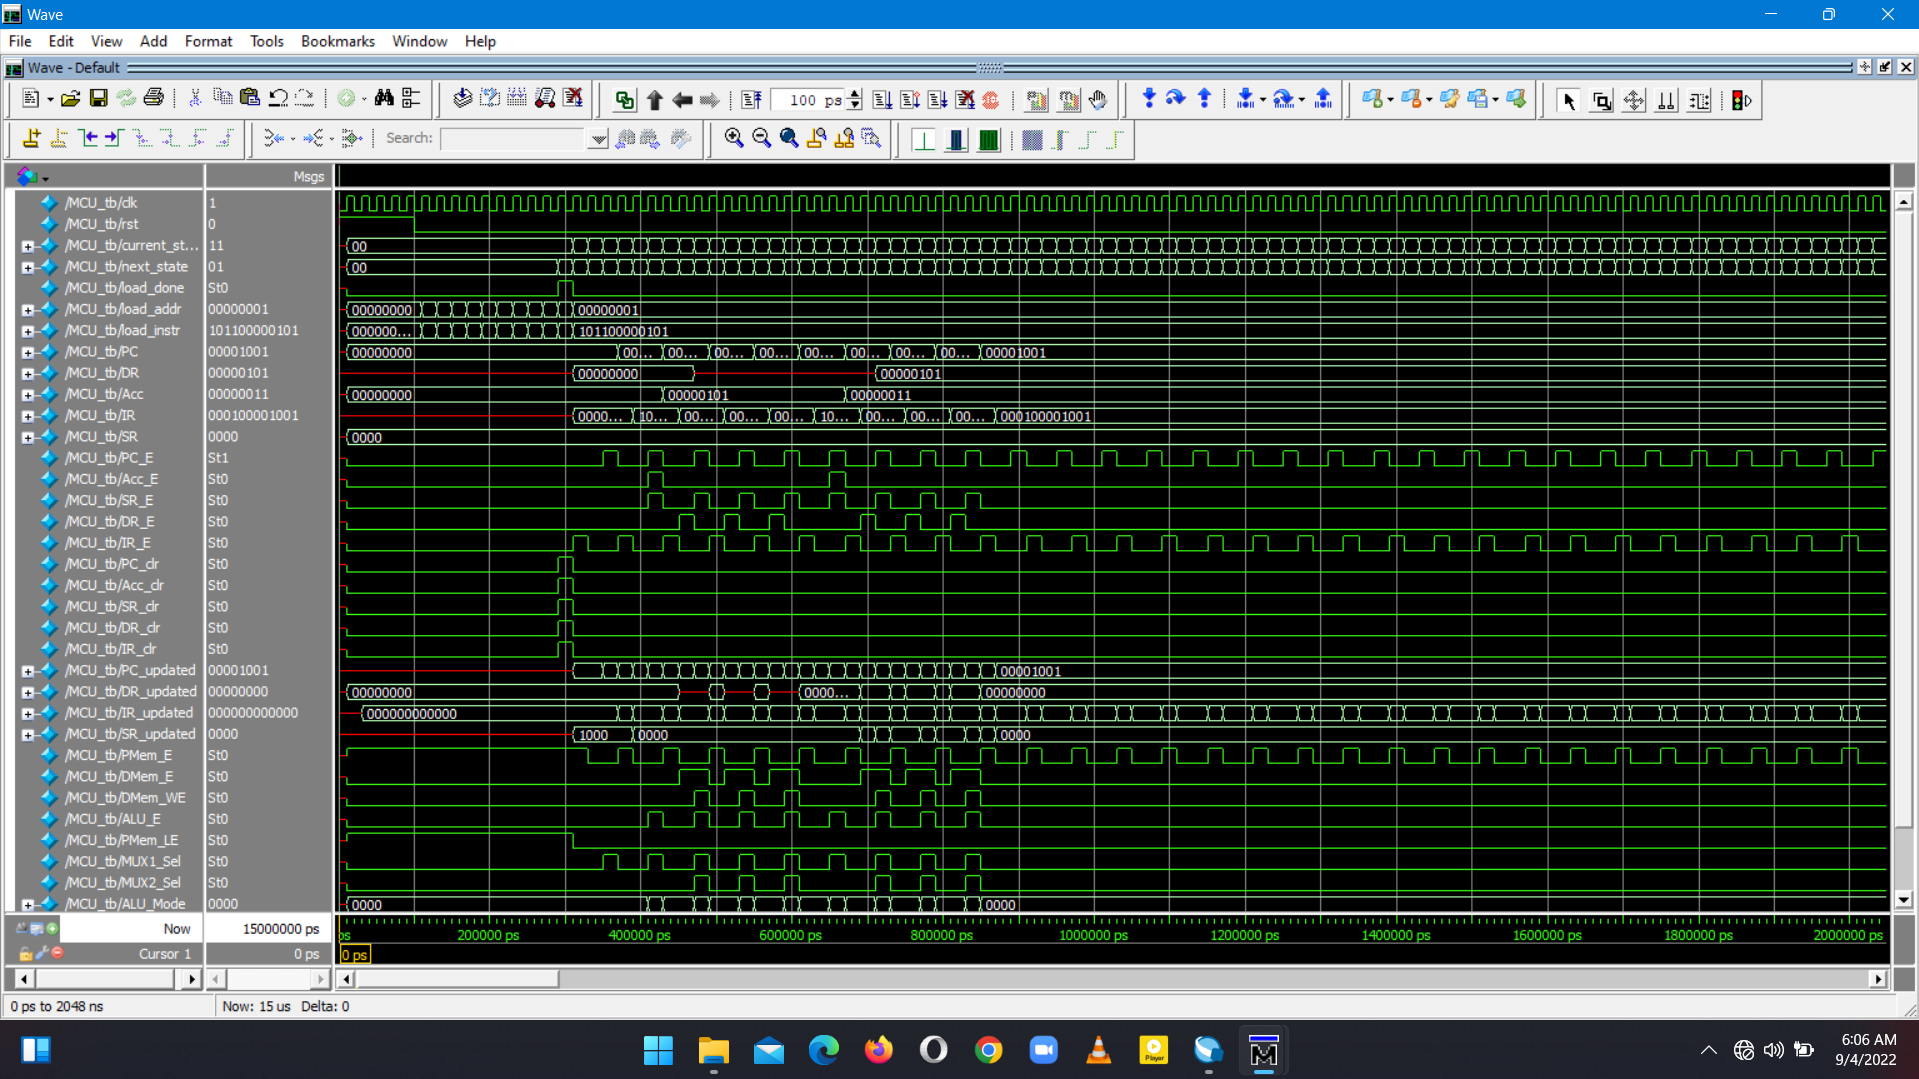 Wave
File Edit View Add Format Tools Bookmarks Window Help
Wave - Default
100 ps
Search:
Msgs
/MCU_tb/clk 1
/MCU_tb/rst 0
/MCU_tb/current_st... 11 00
/MCU_tb/next_state 01 00
/MCU_tb/load_done St0
/MCU_tb/load_addr 00000001 00000000 00000001
/MCU_tb/load_instr 101100000101 000000... 101100000101
/MCU_tb/PC 00001001 00000000 00... 00... 00... 00... 00... 00... 00... 00... 00001001
/MCU_tb/DR 00000101 00000000 00000101
/MCU_tb/Acc 00000011 00000000 00000101 00000011
/MCU_tb/IR 000100001001 0000... 10... 00... 00... 00... 10... 00... 00... 00... 000100001001
/MCU_tb/SR 0000 0000
/MCU_tb/PC_E St1
/MCU_tb/Acc_E St0
/MCU_tb/SR_E St0
/MCU_tb/DR_E St0
/MCU_tb/IR_E St0
/MCU_tb/PC_clr St0
/MCU_tb/Acc_clr St0
/MCU_tb/SR_clr St0
/MCU_tb/DR_clr St0
/MCU_tb/IR_clr St0
/MCU_tb/PC_updated 00001001 00001001
/MCU_tb/DR_updated 00000000 00000000 0000... 00000000
/MCU_tb/IR_updated 000000000000 000000000000
/MCU_tb/SR_updated 0000 1000 0000 0000
/MCU_tb/PMem_E St0
/MCU_tb/DMem_E St0
/MCU_tb/DMem_WE St0
/MCU_tb/ALU_E St0
/MCU_tb/PMem_LE St0
/MCU_tb/MUX1_Sel St0
/MCU_tb/MUX2_Sel St0
/MCU_tb/ALU_Mode 0000 0000 0000
Now 15000000 ps ps 200000 ps 400000 ps 600000 ps 800000 ps 1000000 ps 1200000 ps 1400000 ps 1600000 ps 1800000 ps 2000000 ps
Cursor 1 0 ps 0 ps
0 ps to 2048 ns Now: 15 us Delta: 0
Player
6:06 AM
9/4/2022